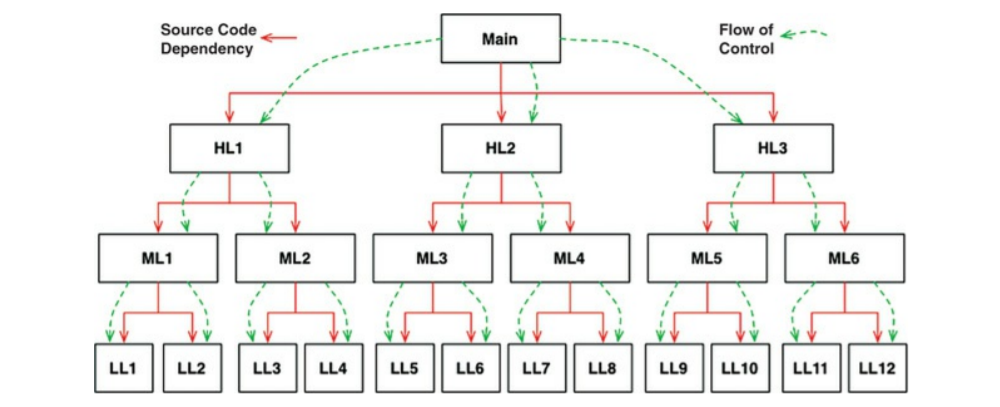 Source Code
Dependency
Main
Flow of
Control
HL1
HL2
HL3
ML1
ML2
ML3
ML4
ML5
ML6
LL1
LL2
LL3
LL4
LL5
LL6
LL7
LL8
LL9
LL10
LL11
LL12